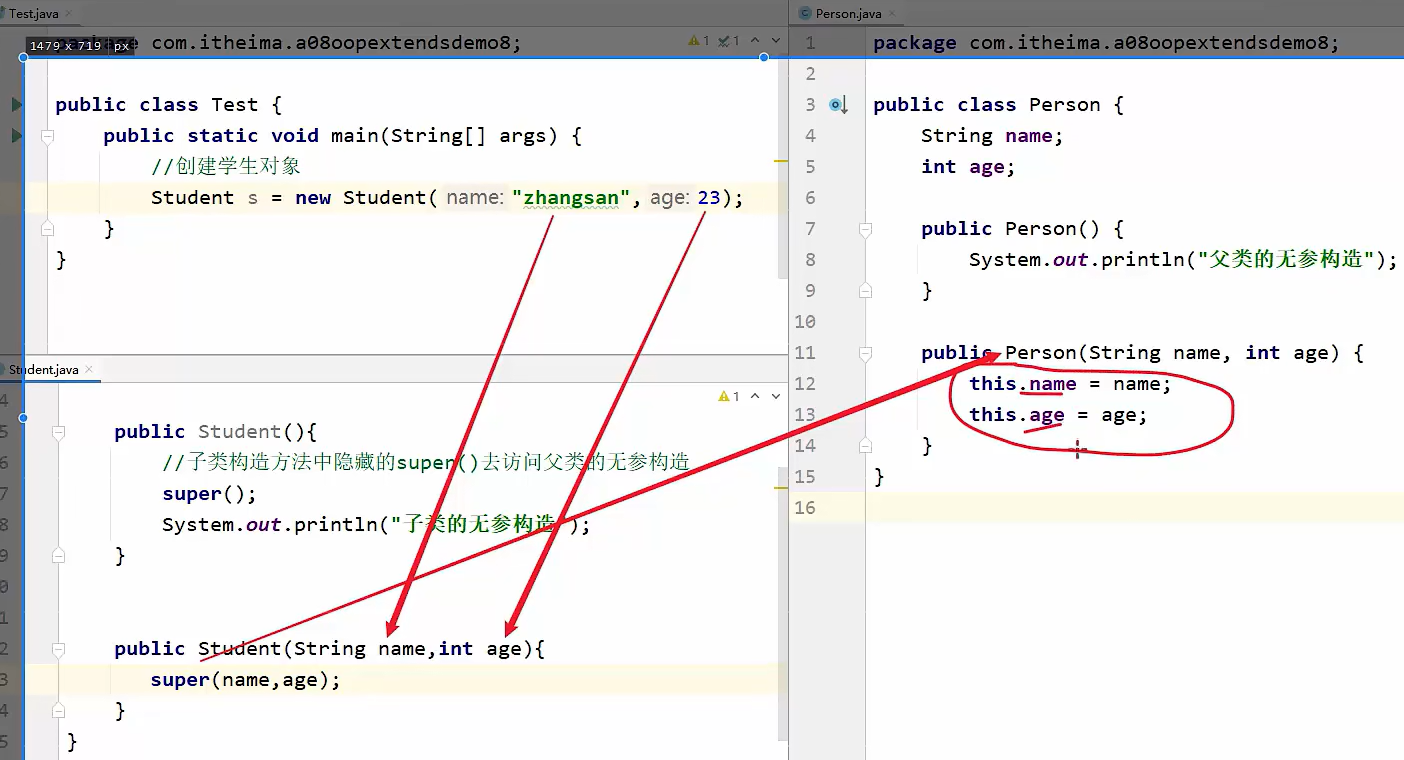 Test.java
1479 x 719 px
com.itheima.a08oopextendsdemo8;
1 1
public class Test {
public static void main(String[] args) {
//创建学生对象
Student s = new Student( name: "zhangsan", age: 23);
}
}
Student.java
1
4
5 public Student(){
6 //子类构造方法中隐藏的super()去访问父类的无参构造
7 super();
8 System.out.println("子类的无参构造");
9 }
0
1
2 public Student(String name,int age){
3 super(name,age);
4 }
5 }
Person.java
1 package com.itheima.a08oopextendsdemo8;
2
3 public class Person {
4 String name;
5 int age;
6
7 public Person() {
8 System.out.println("父类的无参构造");
9 }
10
11 public Person(String name, int age) {
12 this.name = name;
13 this.age = age;
14 }
15 }
16